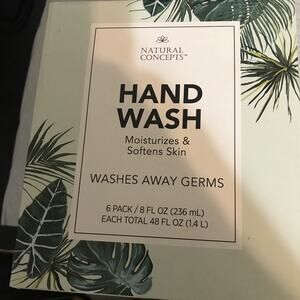 NATURAL
CONCEPTS™
HAND
WASH
Moisturizes &
Softens Skin
WASHES AWAY GERMS
6 PACK / 8 FL OZ (236 mL)
EACH TOTAL 48 FL OZ (1.4 L)